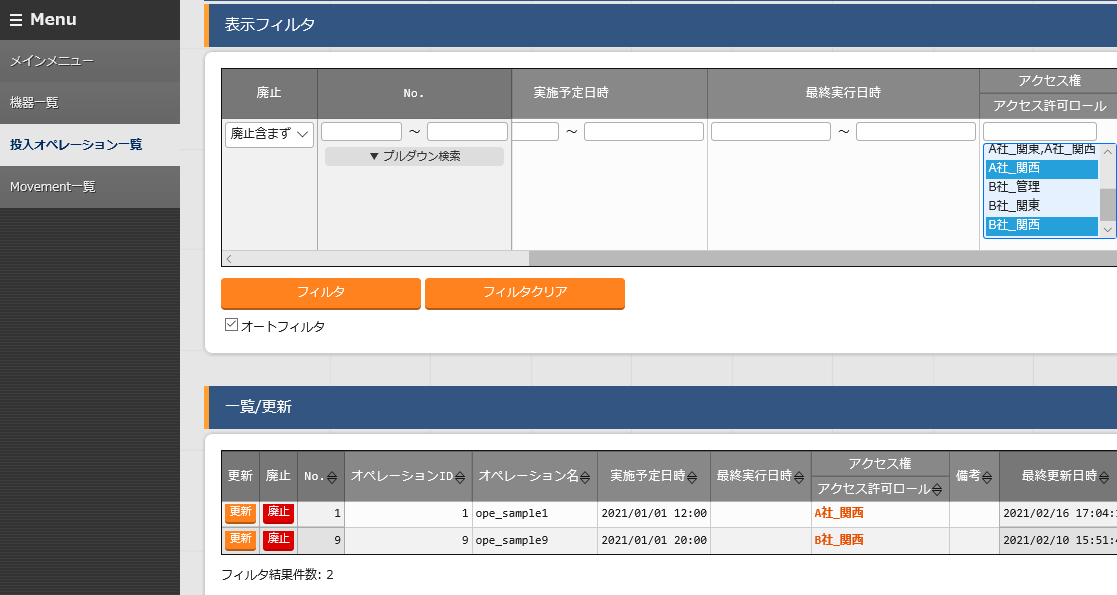 ☰ Menu
メインメニュー
機器一覧
投入オペレーション一覧
Movement一覧
表示フィルタ
廃止 No. 実施予定日時 最終実行日時 アクセス権
アクセス許可ロール
廃止含まず ～ ～ ～
▼プルダウン検索
A社_関東,A社_関西
A社_関西
B社_管理
B社_関東
B社_関西
フィルタ フィルタクリア
オートフィルタ
一覧/更新
更新 廃止 No. オペレーションID オペレーション名 実施予定日時 最終実行日時 アクセス権 備考 最終更新日時
アクセス許可ロール
更新 廃止 1 1 ope_sample1 2021/01/01 12:00 A社_関西 2021/02/16 17:04:
更新 廃止 9 9 ope_sample9 2021/01/01 20:00 B社_関西 2021/02/10 15:51:
フィルタ結果件数: 2